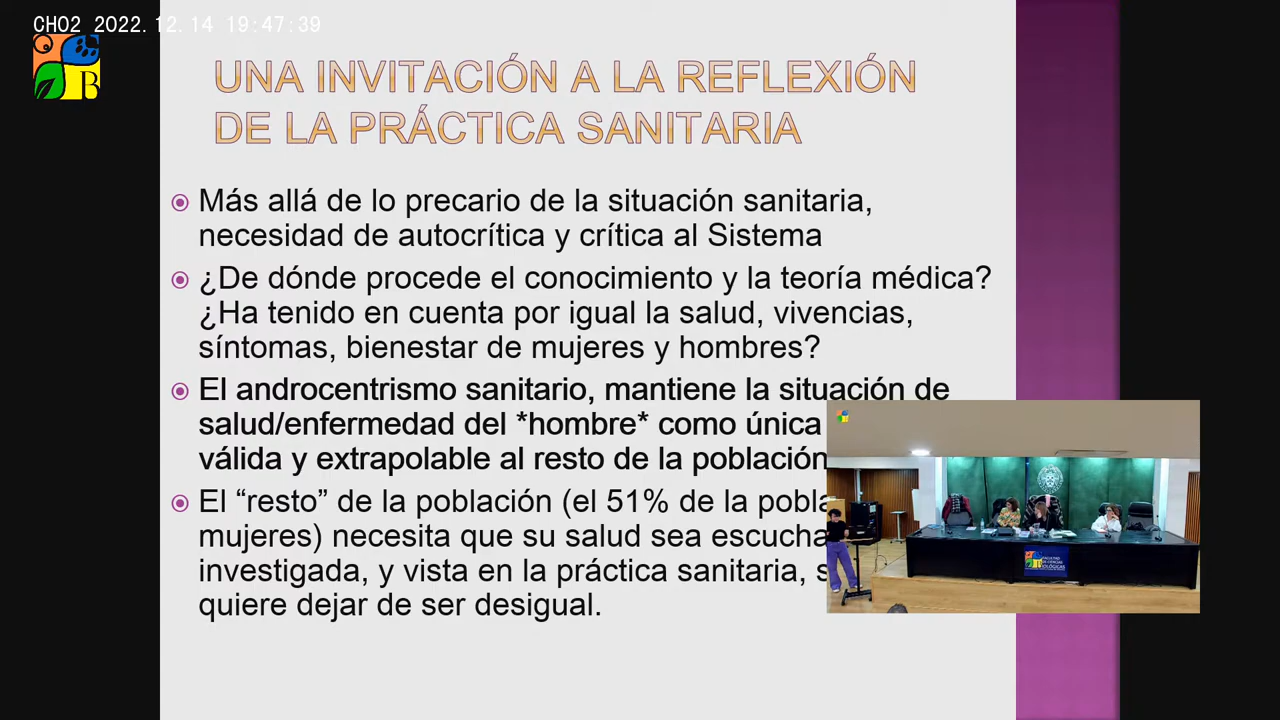 CH02 2022.12.14 19:47:39
B
UNA INVITACIÓN A LA REFLEXIÓN
DE LA PRÁCTICA SANITARIA
Más allá de lo precario de la situación sanitaria,
necesidad de autocrítica y crítica al Sistema
¿De dónde procede el conocimiento y la teoría médica?
¿Ha tenido en cuenta por igual la salud, vivencias,
síntomas, bienestar de mujeres y hombres?
El androcentrismo sanitario, mantiene la situación de
salud/enfermedad del *hombre* como única
válida y extrapolable al resto de la población
El “resto” de la población (el 51% de la pobla
mujeres) necesita que su salud sea escucha
investigada, y vista en la práctica sanitaria, s
quiere dejar de ser desigual.
FACULTAD
DE CIENCIAS
BIOLÓGICAS